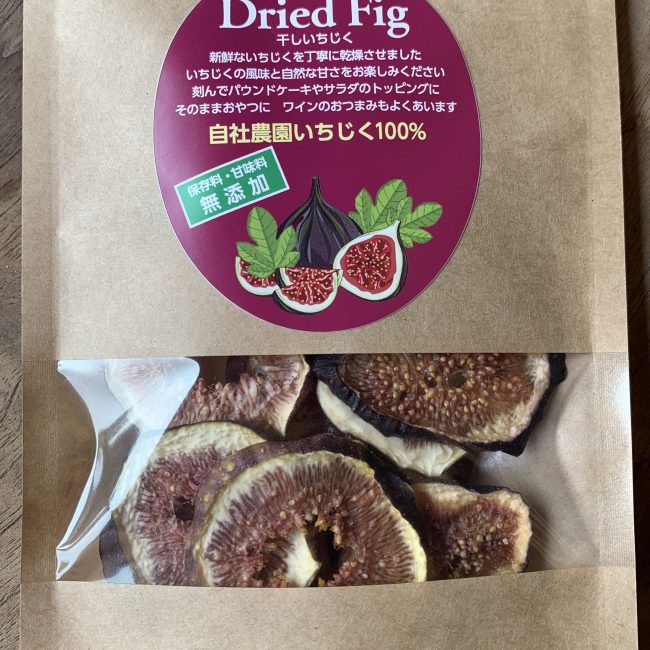 Dried Fig
干しいちじく
新鮮ないちじくを丁寧に乾燥させました
いちじくの風味と自然な甘さをお楽しみください
刻んでパウンドケーキやサラダのトッピングに
そのままおやつに　ワインのおつまみもよくあいます
自社農園いちじく100%
保存料・甘味料
無添加